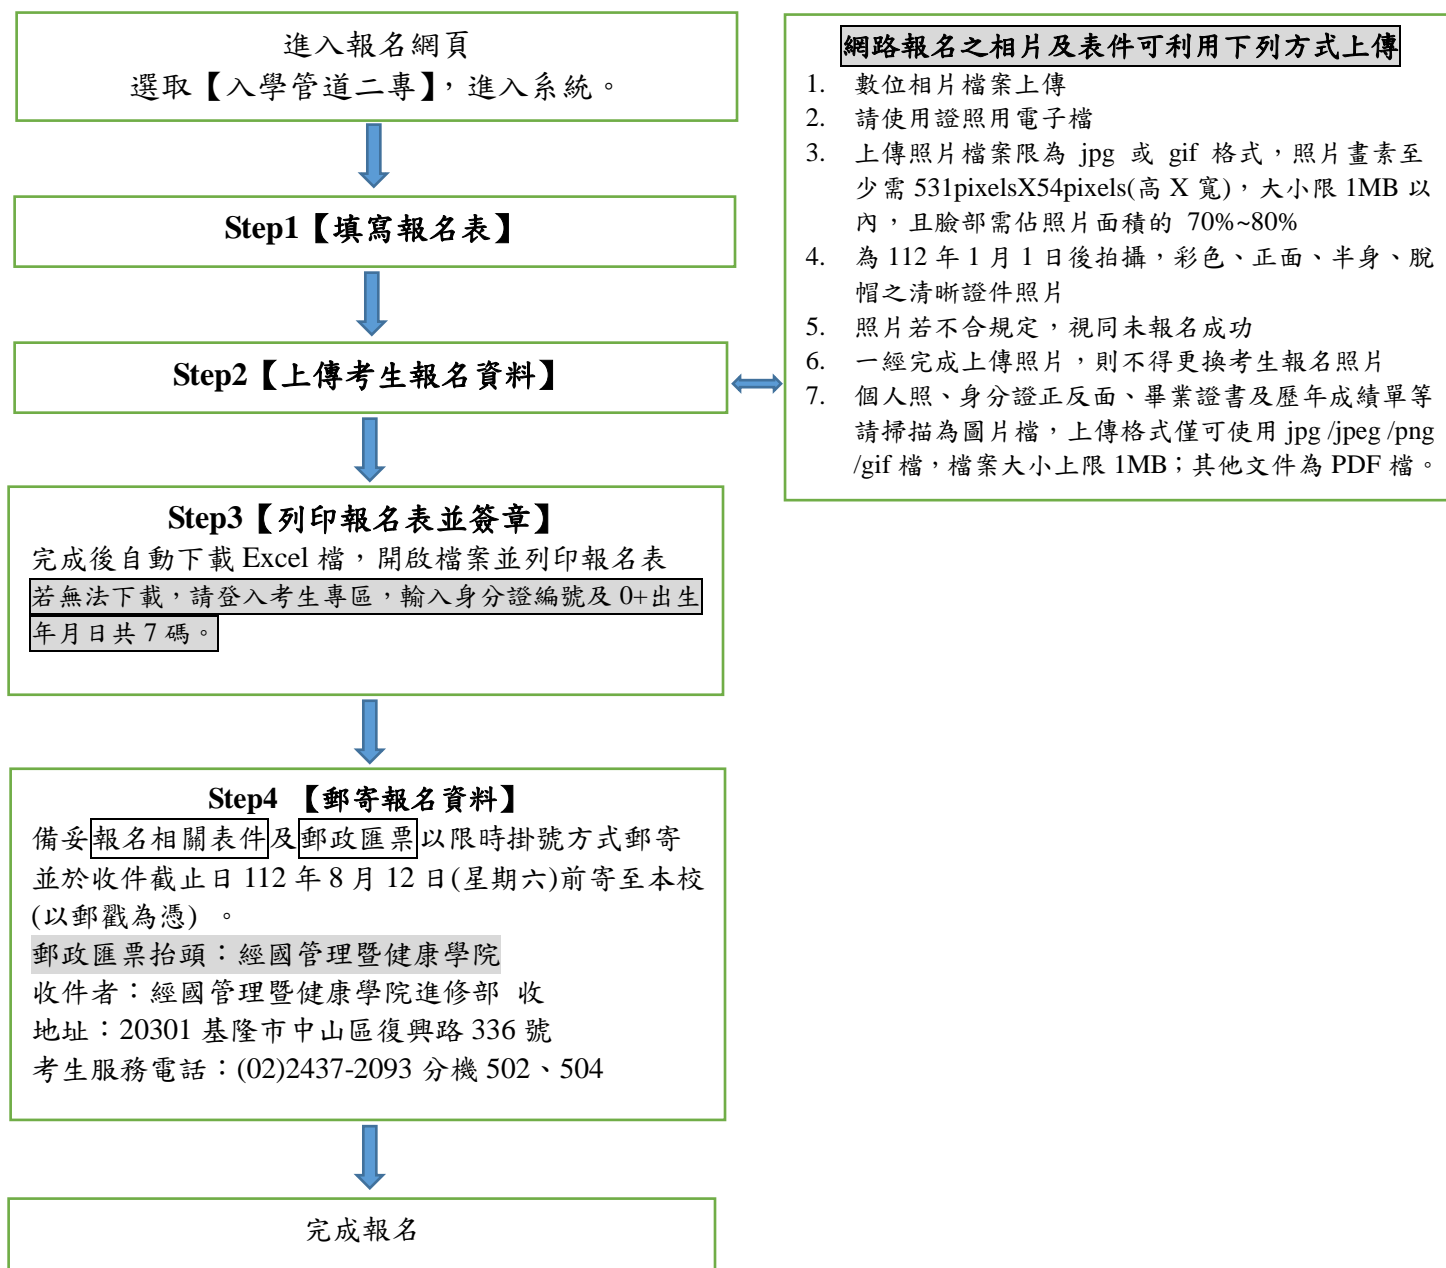 進入報名網頁
選取【入學管道二專】，進入系統。
Step1【填寫報名表】
Step2【上傳考生報名資料】
網路報名之相片及表件可利用下列方式上傳
1. 數位相片檔案上傳
2. 請使用證照用電子檔
3. 上傳照片檔案限為 jpg 或 gif 格式，照片畫素至
少需 531pixelsX54pixels(高 X 寬)，大小限 1MB 以
內，且臉部需佔照片面積的 70%~80%
4. 為 112 年 1 月 1 日後拍攝，彩色、正面、半身、脫
帽之清晰證件照片
5. 照片若不合規定，視同未報名成功
6. 一經完成上傳照片，則不得更換考生報名照片
7. 個人照、身分證正反面、畢業證書及歷年成績單等
請掃描為圖片檔，上傳格式僅可使用 jpg /jpeg /png
/gif 檔，檔案大小上限 1MB；其他文件為 PDF 檔。
Step3【列印報名表並簽章】
完成後自動下載 Excel 檔，開啟檔案並列印報名表
若無法下載，請登入考生專區，輸入身分證編號及 0+出生
年月日共 7 碼。
Step4 【郵寄報名資料】
備妥報名相關表件及郵政匯票以限時掛號方式郵寄
並於收件截止日 112 年 8 月 12 日(星期六)前寄至本校
(以郵戳為憑) 。
郵政匯票抬頭：經國管理暨健康學院
收件者：經國管理暨健康學院進修部 收
地址：20301 基隆市中山區復興路 336 號
考生服務電話：(02)2437-2093 分機 502、504
完成報名